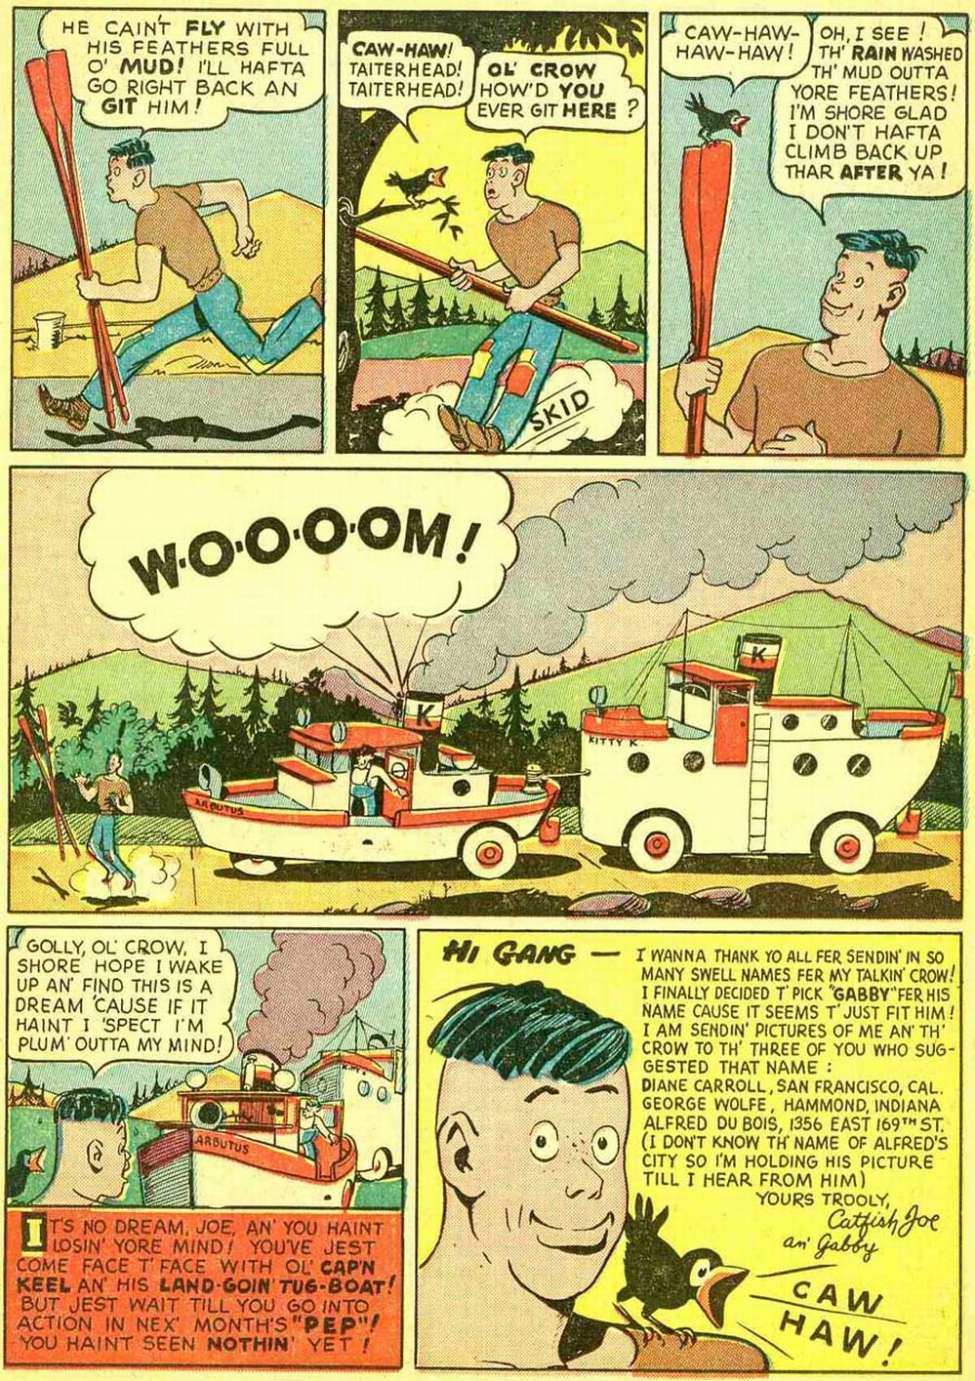 HE CAIN'T FLY WITH
HIS FEATHERS FULL
O' MUD! I'LL HAFTA
GO RIGHT BACK AN
GIT HIM!
CAW-HAW!
TAITERHEAD!
TAITERHEAD!
OL' CROW
HOW'D YOU
EVER GIT HERE ?
SKID
CAW-HAW-
HAW-HAW!
OH, I SEE !
TH' RAIN WASHED
TH' MUD OUTTA
YORE FEATHERS!
I'M SHORE GLAD
I DON'T HAFTA
CLIMB BACK UP
THAR AFTER YA!
W·O·O·O·OM!
K
K
ARBUTUS
KITTY K
GOLLY, OL' CROW, I
SHORE HOPE I WAKE
UP AN' FIND THIS IS A
DREAM 'CAUSE IF IT
HAINT I 'SPECT I'M
PLUM' OUTTA MY MIND!
ARBUTUS
IT'S NO DREAM, JOE, AN' YOU HAINT
LOSIN' YORE MIND! YOU'VE JEST
COME FACE T' FACE WITH OL' CAP'N
KEEL AN' HIS LAND-GOIN' TUG-BOAT!
BUT JEST WAIT TILL YOU GO INTO
ACTION IN NEX' MONTH'S "PEP"!
YOU HAINT SEEN NOTHIN' YET!
HI GANG — I WANNA THANK YO ALL FER SENDIN' IN SO
MANY SWELL NAMES FER MY TALKIN' CROW!
I FINALLY DECIDED T' PICK "GABBY" FER HIS
NAME CAUSE IT SEEMS T' JUST FIT HIM!
I AM SENDIN' PICTURES OF ME AN' TH'
CROW TO TH' THREE OF YOU WHO SUG-
GESTED THAT NAME :
DIANE CARROLL, SAN FRANCISCO, CAL.
GEORGE WOLFE, HAMMOND, INDIANA
ALFRED DU BOIS, 1356 EAST 169TH ST.
(I DON'T KNOW TH' NAME OF ALFRED'S
CITY SO I'M HOLDING HIS PICTURE
TILL I HEAR FROM HIM)
YOURS TROOLY,
Catfish Joe
an' Gabby
CAW
HAW!